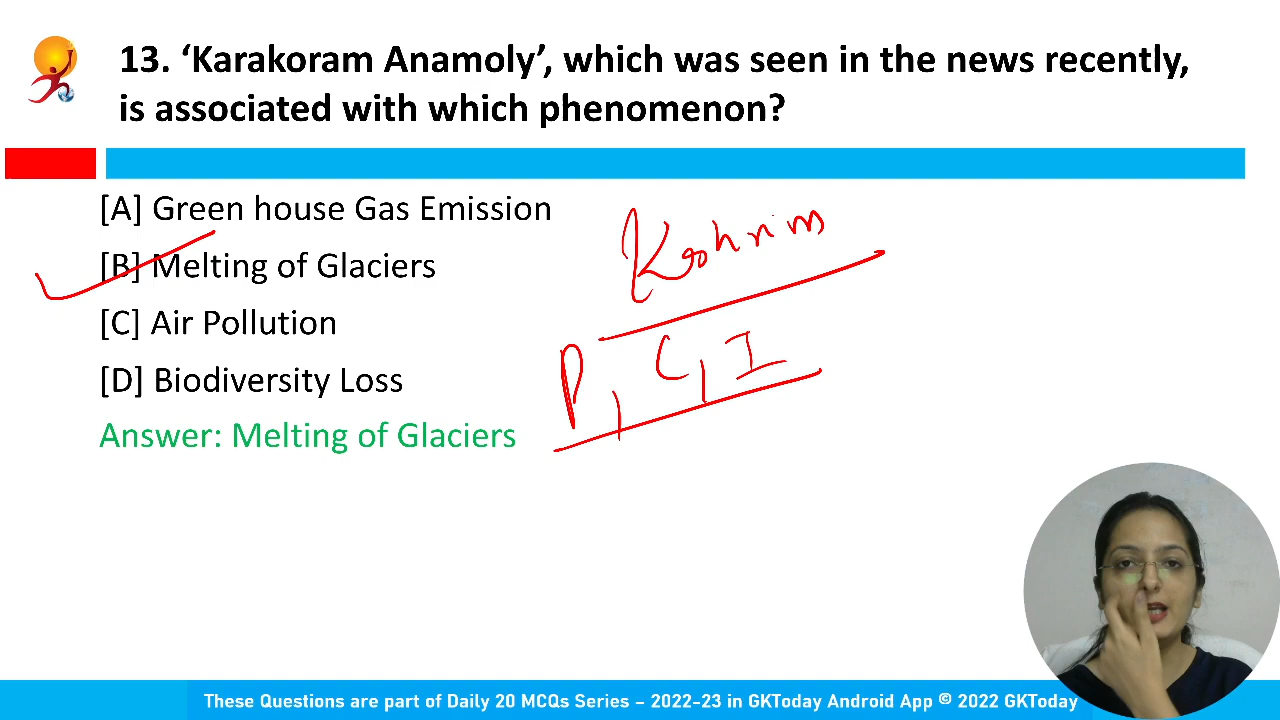 13. ‘Karakoram Anamoly’, which was seen in the news recently,
is associated with which phenomenon?
[A] Green house Gas Emission
[B] Melting of Glaciers
[C] Air Pollution
[D] Biodiversity Loss
Answer: Melting of Glaciers
P, C, I
These Questions are part of Daily 20 MCQs Series – 2022-23 in GKToday Android App © 2022 GKToday